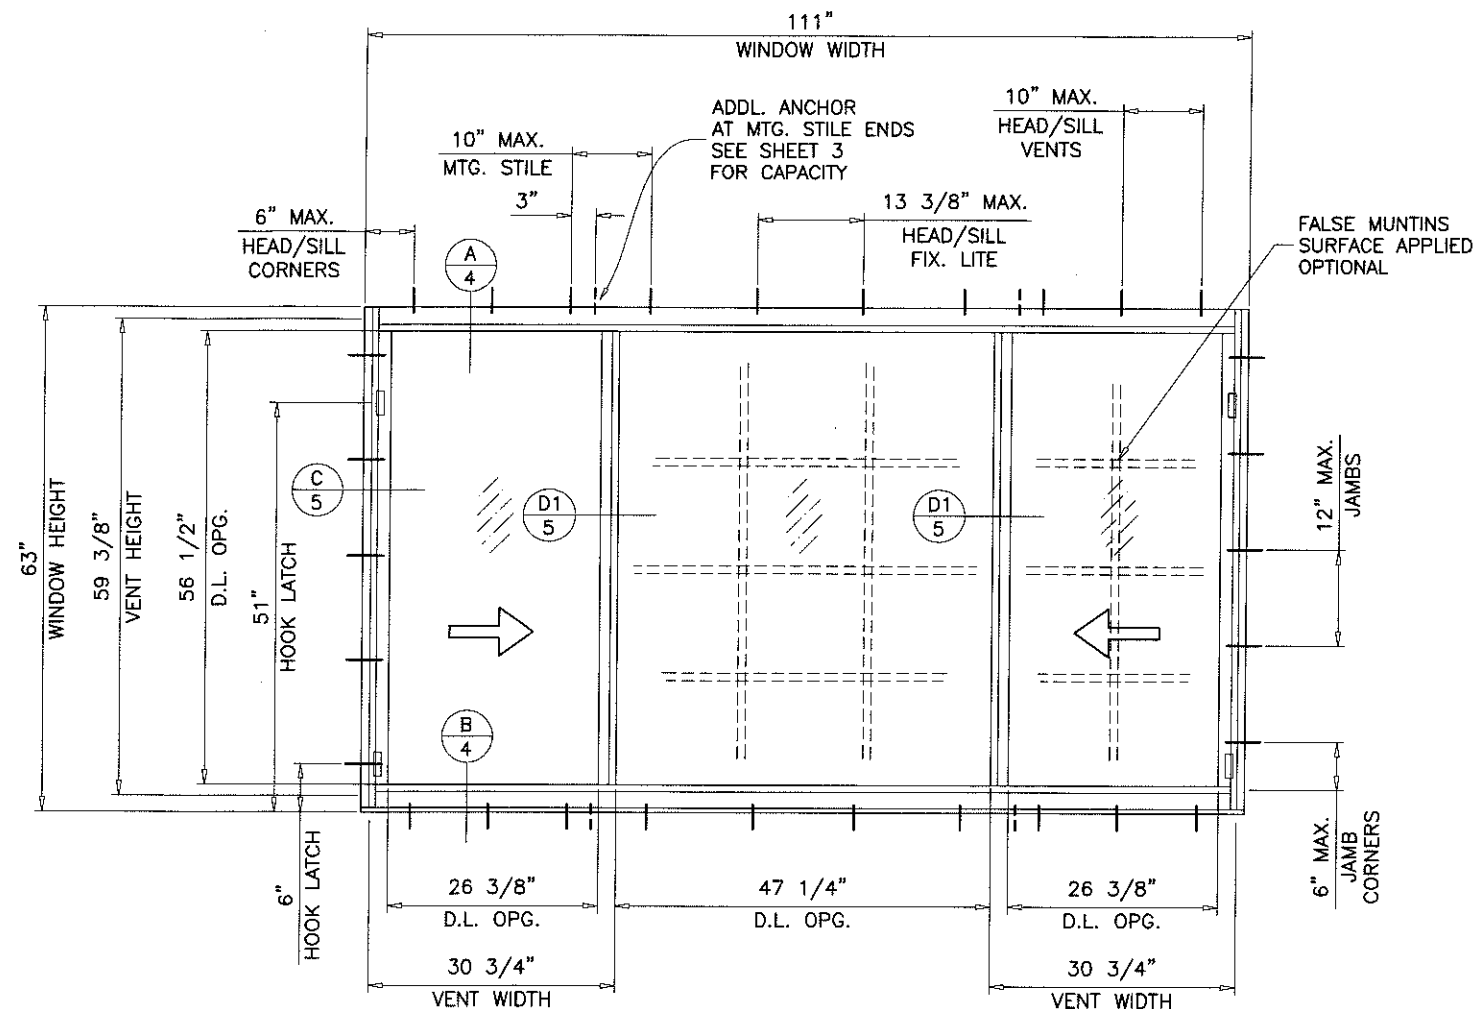 111"
WINDOW WIDTH
ADDL. ANCHOR
AT MTG. STILE ENDS
SEE SHEET 3
FOR CAPACITY
10" MAX.
HEAD/SILL
VENTS
10" MAX.
MTG. STILE
3"
13 3/8" MAX.
HEAD/SILL
FIX. LITE
6" MAX.
HEAD/SILL
CORNERS
FALSE MUNTINS
SURFACE APPLIED
OPTIONAL
A
4
C
5
D1
5
D1
5
B
4
63"
WINDOW HEIGHT
59 3/8"
VENT HEIGHT
56 1/2"
D.L. OPG.
51"
HOOK LATCH
6"
HOOK LATCH
12" MAX.
JAMBS
6" MAX.
JAMB
CORNERS
26 3/8"
D.L. OPG.
47 1/4"
D.L. OPG.
26 3/8"
D.L. OPG.
30 3/4"
VENT WIDTH
30 3/4"
VENT WIDTH